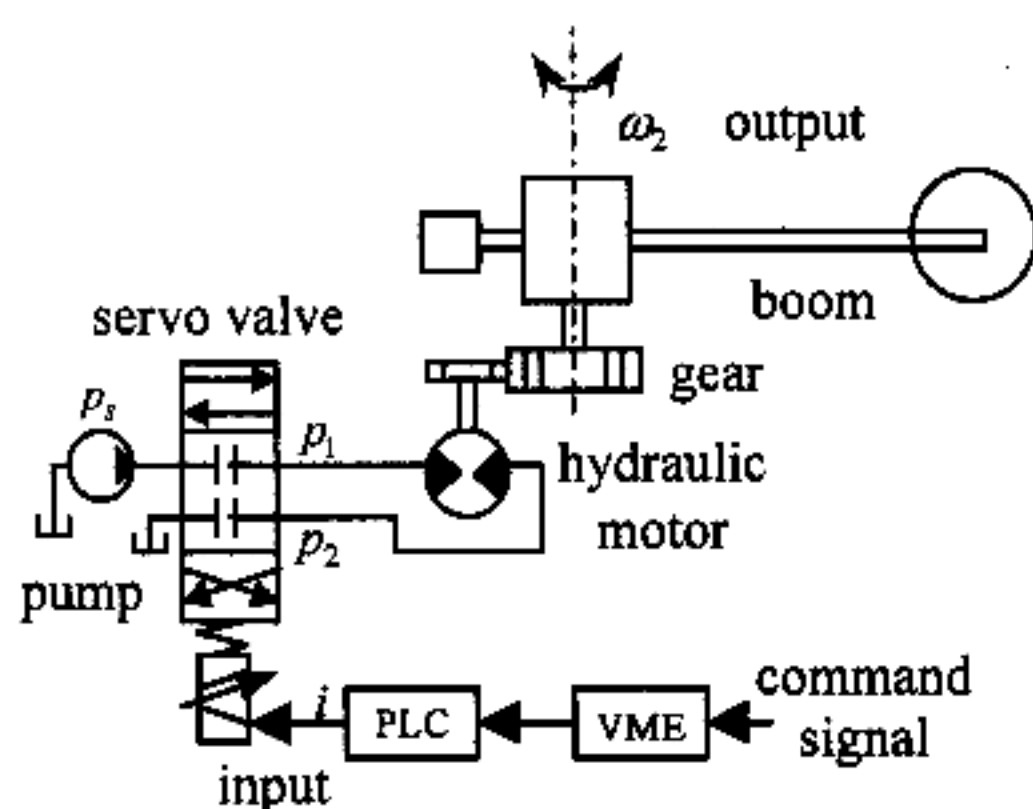 ω₂ output
boom
servo valve
gear
pₛ
p₁
hydraulic
motor
p₂
pump
command
signal
i
PLC
VME
input